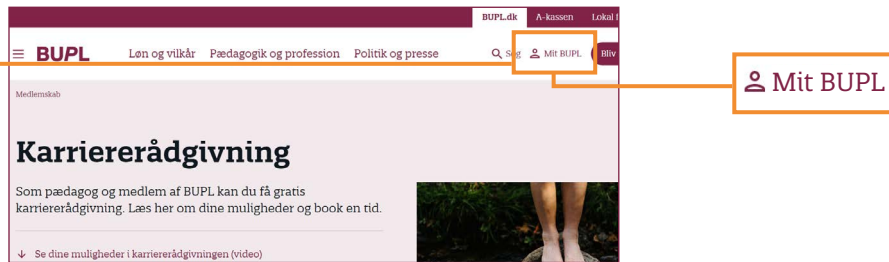 BUPL.dk A-kassen Lokal
BUPL Løn og vilkår Pædagogik og profession Politik og presse Søg Mit BUPL Bliv
Mit BUPL
Medlemskab
Karriererådgivning
Som pædagog og medlem af BUPL kan du få gratis
karriererådgivning. Læs her om dine muligheder og book en tid.
Se dine muligheder i karriererådgivningen (video)